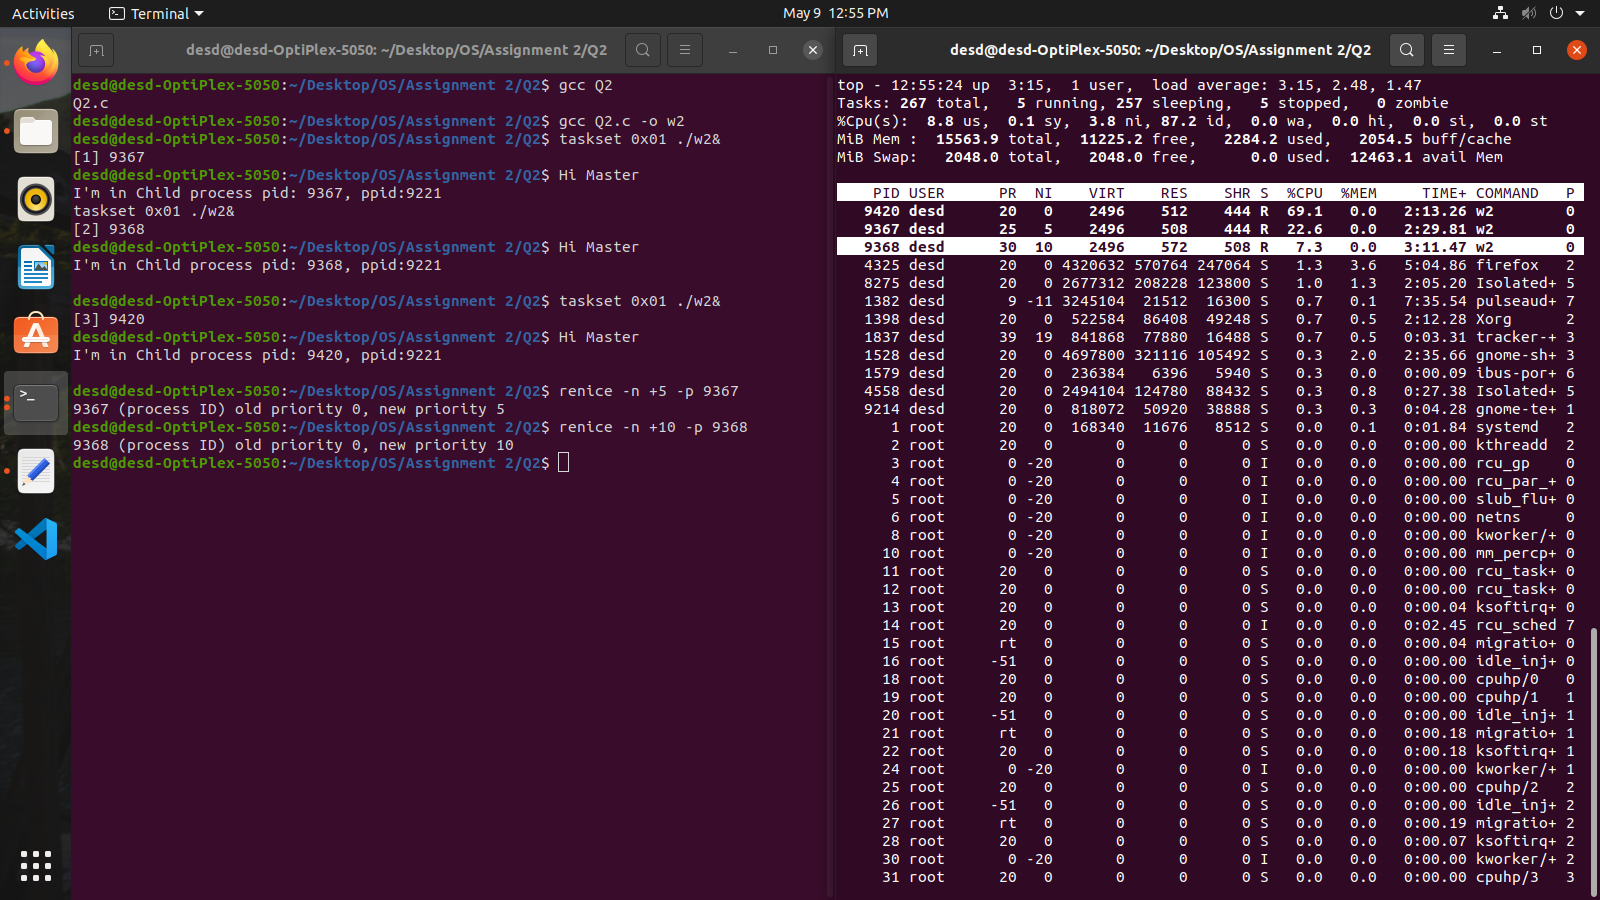 Activities Terminal May 9 12:55 PM
desd@desd-OptiPlex-5050: ~/Desktop/OS/Assignment 2/Q2
desd@desd-OptiPlex-5050:~/Desktop/OS/Assignment 2/Q2$ gcc Q2
Q2.c
desd@desd-OptiPlex-5050:~/Desktop/OS/Assignment 2/Q2$ gcc Q2.c -o w2
desd@desd-OptiPlex-5050:~/Desktop/OS/Assignment 2/Q2$ taskset 0x01 ./w2&
[1] 9367
desd@desd-OptiPlex-5050:~/Desktop/OS/Assignment 2/Q2$ Hi Master
I'm in Child process pid: 9367, ppid:9221
taskset 0x01 ./w2&
[2] 9368
desd@desd-OptiPlex-5050:~/Desktop/OS/Assignment 2/Q2$ Hi Master
I'm in Child process pid: 9368, ppid:9221
desd@desd-OptiPlex-5050:~/Desktop/OS/Assignment 2/Q2$ taskset 0x01 ./w2&
[3] 9420
desd@desd-OptiPlex-5050:~/Desktop/OS/Assignment 2/Q2$ Hi Master
I'm in Child process pid: 9420, ppid:9221
desd@desd-OptiPlex-5050:~/Desktop/OS/Assignment 2/Q2$ renice -n +5 -p 9367
9367 (process ID) old priority 0, new priority 5
desd@desd-OptiPlex-5050:~/Desktop/OS/Assignment 2/Q2$ renice -n +10 -p 9368
9368 (process ID) old priority 0, new priority 10
desd@desd-OptiPlex-5050:~/Desktop/OS/Assignment 2/Q2$
desd@desd-OptiPlex-5050: ~/Desktop/OS/Assignment 2/Q2
top - 12:55:24 up  3:15,  1 user,  load average: 3.15, 2.48, 1.47
Tasks: 267 total,   5 running, 257 sleeping,   5 stopped,   0 zombie
%Cpu(s):  8.8 us,  0.1 sy,  3.8 ni, 87.2 id,  0.0 wa,  0.0 hi,  0.0 si,  0.0 st
MiB Mem :  15563.9 total,  11225.2 free,   2284.2 used,   2054.5 buff/cache
MiB Swap:   2048.0 total,   2048.0 free,      0.0 used.  12463.1 avail Mem
PID USER PR NI VIRT RES SHR S %CPU %MEM TIME+ COMMAND P
9420 desd 20 0 2496 512 444 R 69.1 0.0 2:13.26 w2 0
9367 desd 25 5 2496 508 444 R 22.6 0.0 2:29.81 w2 0
9368 desd 30 10 2496 572 508 R 7.3 0.0 3:11.47 w2 0
4325 desd 20 0 4320632 570764 247064 S 1.3 3.6 5:04.86 firefox 2
8275 desd 20 0 2677312 208228 123800 S 1.0 1.3 2:05.20 Isolated+ 5
1382 desd 9 -11 3245104 21512 16300 S 0.7 0.1 7:35.54 pulseaud+ 7
1398 desd 20 0 522584 86408 49248 S 0.7 0.5 2:12.28 Xorg 2
1837 desd 39 19 841868 77880 16488 S 0.7 0.5 0:03.31 tracker-+ 3
1528 desd 20 0 4697800 321116 105492 S 0.3 2.0 2:35.66 gnome-sh+ 3
1579 desd 20 0 236384 6396 5940 S 0.3 0.0 0:00.09 ibus-por+ 6
4558 desd 20 0 2494104 124780 88432 S 0.3 0.8 0:27.38 Isolated+ 5
9214 desd 20 0 818072 50920 38888 S 0.3 0.3 0:04.28 gnome-te+ 1
1 root 20 0 168340 11676 8512 S 0.0 0.1 0:01.84 systemd 2
2 root 20 0 0 0 0 S 0.0 0.0 0:00.00 kthreadd 2
3 root 0 -20 0 0 0 I 0.0 0.0 0:00.00 rcu_gp 0
4 root 0 -20 0 0 0 I 0.0 0.0 0:00.00 rcu_par_+ 0
5 root 0 -20 0 0 0 I 0.0 0.0 0:00.00 slub_flu+ 0
6 root 0 -20 0 0 0 I 0.0 0.0 0:00.00 netns 0
8 root 0 -20 0 0 0 I 0.0 0.0 0:00.00 kworker/+ 0
10 root 0 -20 0 0 0 I 0.0 0.0 0:00.00 mm_percp+ 0
11 root 20 0 0 0 0 S 0.0 0.0 0:00.00 rcu_task+ 0
12 root 20 0 0 0 0 S 0.0 0.0 0:00.00 rcu_task+ 0
13 root 20 0 0 0 0 S 0.0 0.0 0:00.04 ksoftirq+ 0
14 root 20 0 0 0 0 I 0.0 0.0 0:02.45 rcu_sched 7
15 root rt 0 0 0 0 S 0.0 0.0 0:00.04 migratio+ 0
16 root -51 0 0 0 0 S 0.0 0.0 0:00.00 idle_inj+ 0
18 root 20 0 0 0 0 S 0.0 0.0 0:00.00 cpuhp/0 0
19 root 20 0 0 0 0 S 0.0 0.0 0:00.00 cpuhp/1 1
20 root -51 0 0 0 0 S 0.0 0.0 0:00.00 idle_inj+ 1
21 root rt 0 0 0 0 S 0.0 0.0 0:00.18 migratio+ 1
22 root 20 0 0 0 0 S 0.0 0.0 0:00.18 ksoftirq+ 1
24 root 0 -20 0 0 0 I 0.0 0.0 0:00.00 kworker/+ 1
25 root 20 0 0 0 0 S 0.0 0.0 0:00.00 cpuhp/2 2
26 root -51 0 0 0 0 S 0.0 0.0 0:00.00 idle_inj+ 2
27 root rt 0 0 0 0 S 0.0 0.0 0:00.19 migratio+ 2
28 root 20 0 0 0 0 S 0.0 0.0 0:00.07 ksoftirq+ 2
30 root 0 -20 0 0 0 I 0.0 0.0 0:00.00 kworker/+ 2
31 root 20 0 0 0 0 S 0.0 0.0 0:00.00 cpuhp/3 3